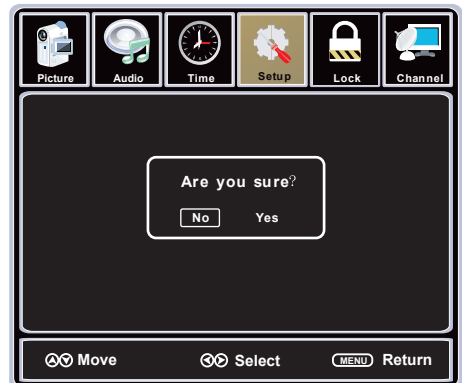 Picture Audio Time Setup Lock Channel
Are you sure?
No Yes
Move Select MENU Return